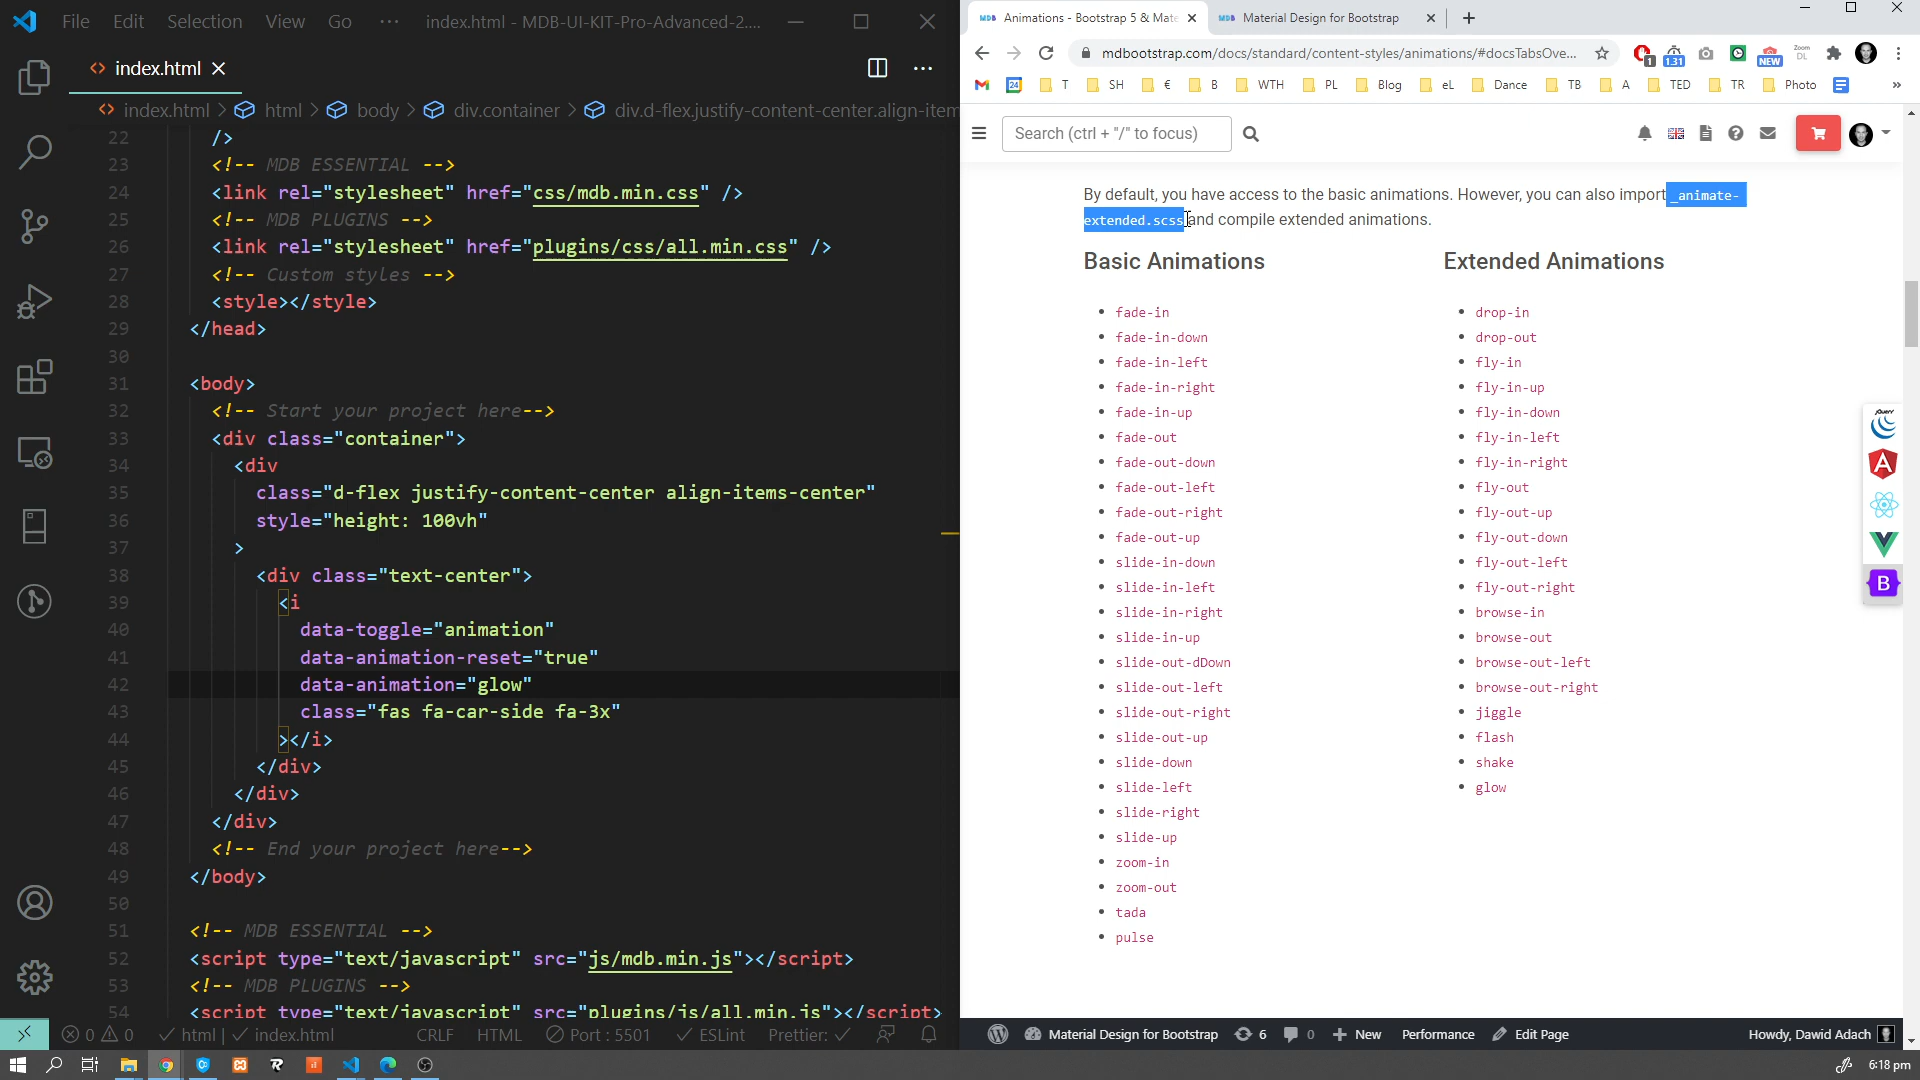 File Edit Selection View Go ··· index.html - MDB-UI-KIT-Pro-Advanced-2....
index.html
index.html > html > body > div.container > div.d-flex.justify-content-center.align-item
22 />
23 <!-- MDB ESSENTIAL -->
24 <link rel="stylesheet" href="css/mdb.min.css" />
25 <!-- MDB PLUGINS -->
26 <link rel="stylesheet" href="plugins/css/all.min.css" />
27 <!-- Custom styles -->
28 <style></style>
29 </head>
30
31 <body>
32 <!-- Start your project here-->
33 <div class="container">
34 <div
35 class="d-flex justify-content-center align-items-center"
36 style="height: 100vh"
37 >
38 <div class="text-center">
39 <i
40 data-toggle="animation"
41 data-animation-reset="true"
42 data-animation="glow"
43 class="fas fa-car-side fa-3x"
44 ></i>
45 </div>
46 </div>
47 </div>
48 <!-- End your project here-->
49 </body>
50
51 <!-- MDB ESSENTIAL -->
52 <script type="text/javascript" src="js/mdb.min.js"></script>
53 <!-- MDB PLUGINS -->
54 <script type="text/javascript" src="plugins/js/all.min.js"></script>
0 0 html | index.html CRLF HTML Port : 5501 ESLint Prettier:
MDB Animations - Bootstrap 5 & Mate MDB Material Design for Bootstrap
mdbootstrap.com/docs/standard/content-styles/animations/#docsTabsOve...
1 1.31 NEW Zoom DL
24 T SH € B WTH PL Blog eL Dance TB A TED TR Photo »
Search (ctrl + "/" to focus)
By default, you have access to the basic animations. However, you can also import _animate-
extended.scss and compile extended animations.
Basic Animations
fade-in
fade-in-down
fade-in-left
fade-in-right
fade-in-up
fade-out
fade-out-down
fade-out-left
fade-out-right
fade-out-up
slide-in-down
slide-in-left
slide-in-right
slide-in-up
slide-out-dDown
slide-out-left
slide-out-right
slide-out-up
slide-down
slide-left
slide-right
slide-up
zoom-in
zoom-out
tada
pulse
Extended Animations
drop-in
drop-out
fly-in
fly-in-up
fly-in-down
fly-in-left
fly-in-right
fly-out
fly-out-up
fly-out-down
fly-out-left
fly-out-right
browse-in
browse-out
browse-out-left
browse-out-right
jiggle
flash
shake
glow
jQuery
A
B
Material Design for Bootstrap 6 0 New Performance Edit Page Howdy, Dawid Adach
6:18 pm